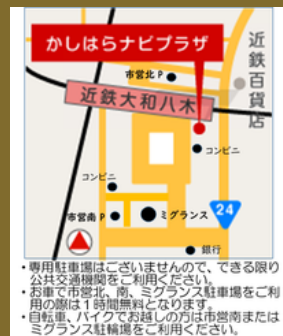 かしはらナビプラザ
近鉄百貨店
市営北P
近鉄大和八木
コンビニ
コンビニ
市営南P
ミグランス
24
銀行
・専用駐車場はございませんので、できる限り
公共交通機関をご利用ください。
・お車で市営北、南、ミグランス駐車場をご利
用の際は1時間無料となります。
・自転車、バイクでお越しの方は市営南または
ミグランス駐輪場をご利用ください。